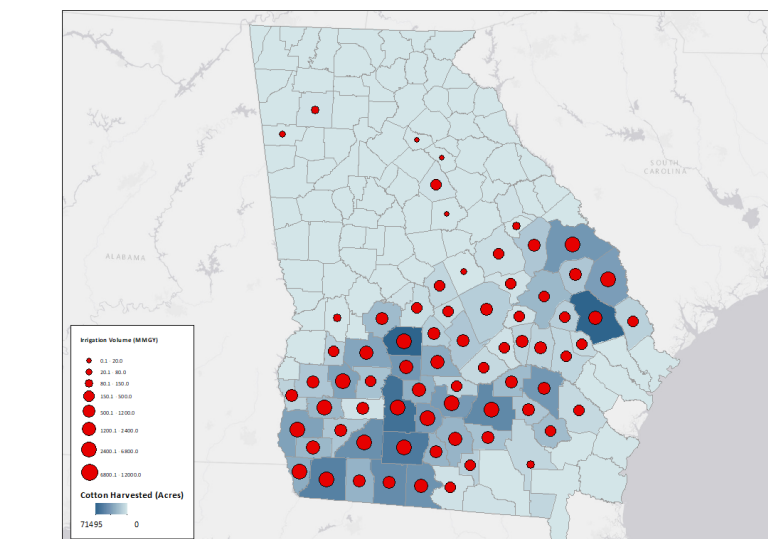 SOUTH
CAROLINA
ALABAMA
Irrigation Volume (MMGY)
0.1 - 20.0
20.1 - 80.0
80.1 - 150.0
150.1 - 500.0
500.1 - 1200.0
1200.1 - 2400.0
2400.1 - 6800.0
6800.1 - 12000.0
Cotton Harvested (Acres)
71495 0